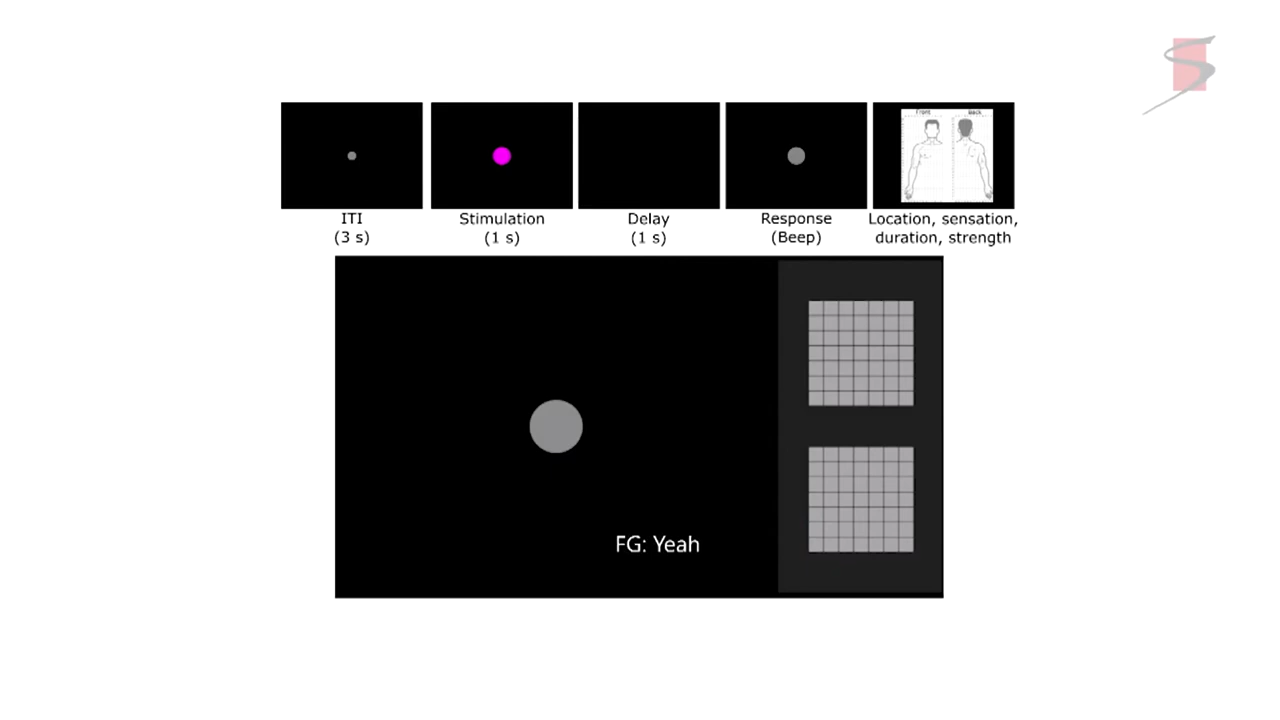 Front Back
ITI
(3 s)
Stimulation
(1 s)
Delay
(1 s)
Response
(Beep)
Location, sensation,
duration, strength
FG: Yeah